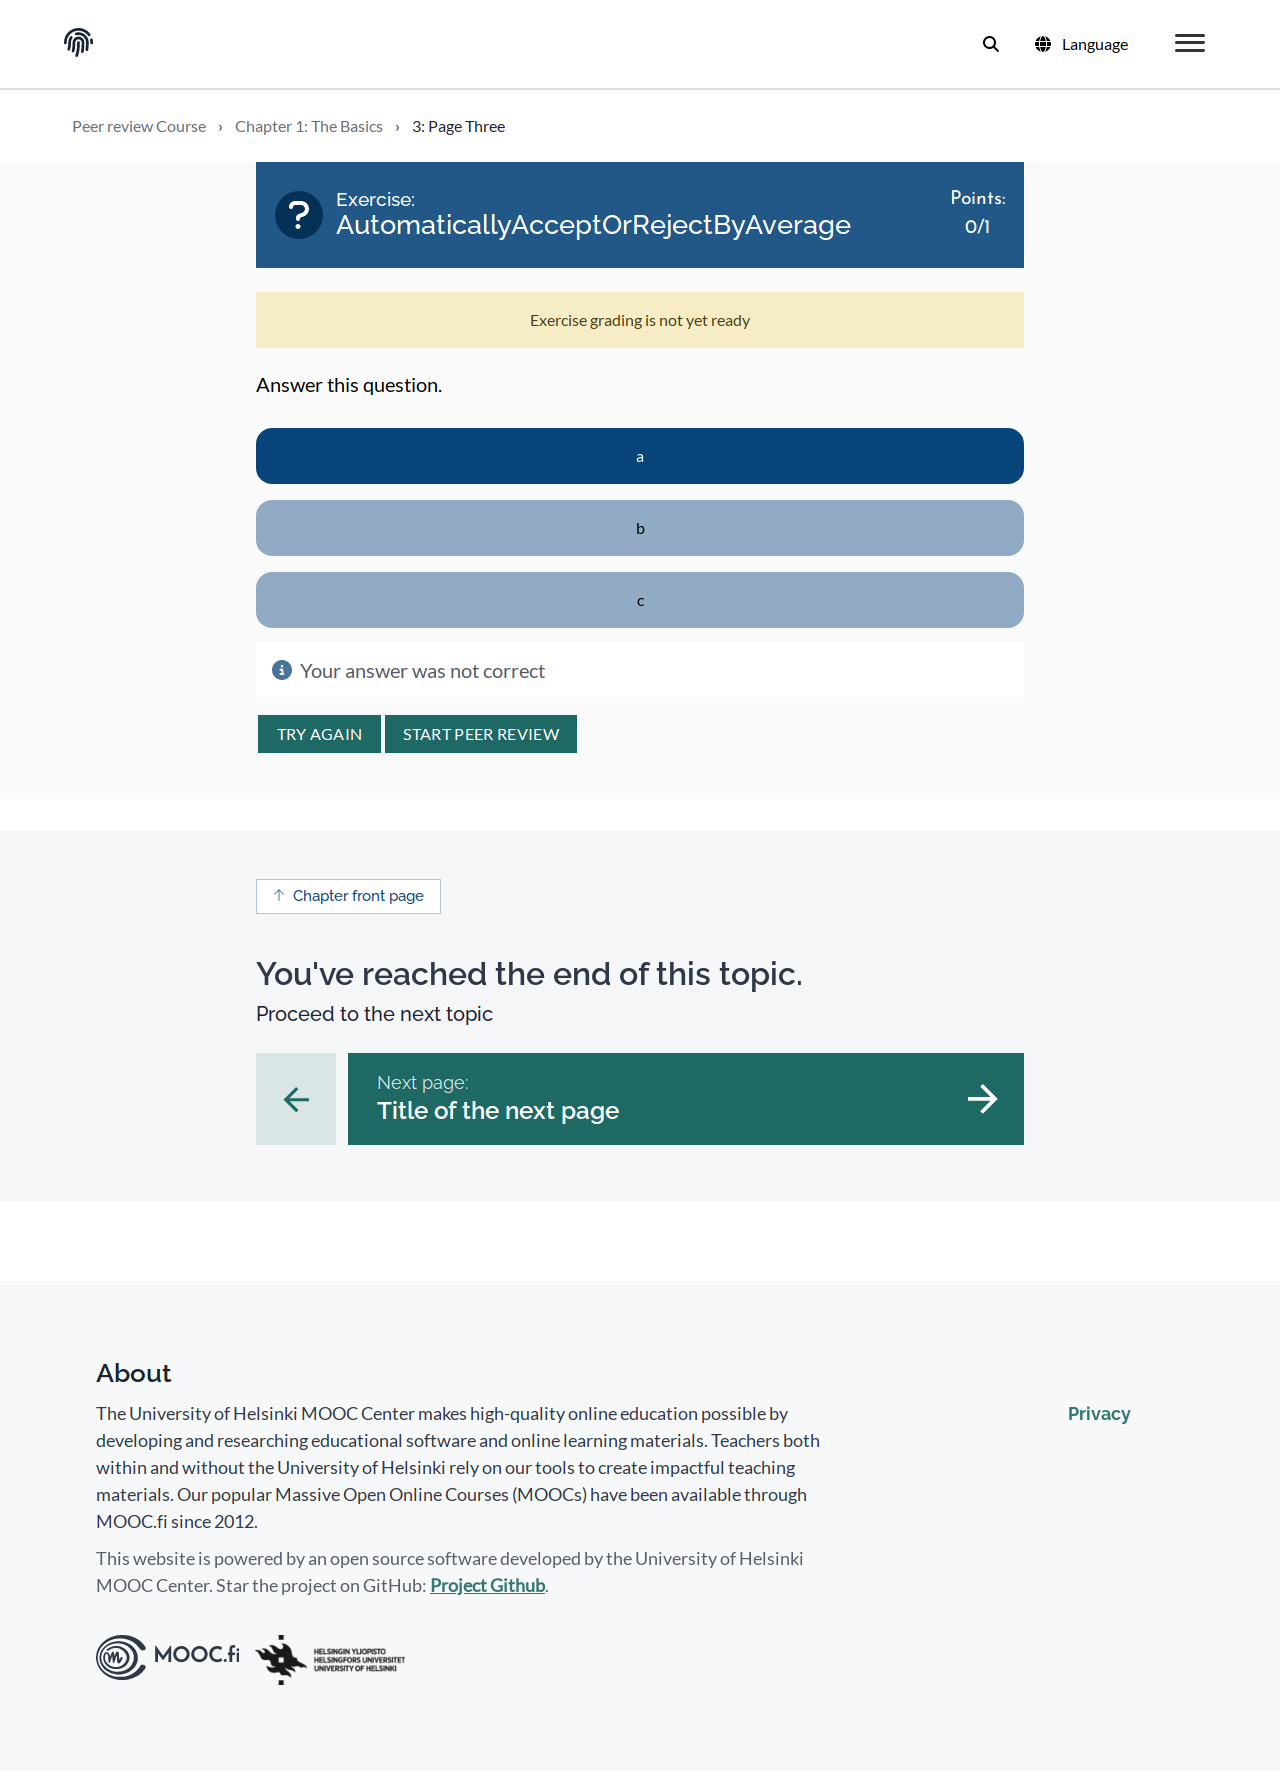 Language
Peer review Course › Chapter 1: The Basics › 3: Page Three
Exercise:
AutomaticallyAcceptOrRejectByAverage
Points:
0/1
Exercise grading is not yet ready
Answer this question.
a
b
c
Your answer was not correct
TRY AGAIN
START PEER REVIEW
Chapter front page
You've reached the end of this topic.
Proceed to the next topic
Next page:
Title of the next page
About
The University of Helsinki MOOC Center makes high-quality online education possible by
developing and researching educational software and online learning materials. Teachers both
within and without the University of Helsinki rely on our tools to create impactful teaching
materials. Our popular Massive Open Online Courses (MOOCs) have been available through
MOOC.fi since 2012.
Privacy
This website is powered by an open source software developed by the University of Helsinki
MOOC Center. Star the project on GitHub: Project Github.
MOOC.fi
HELSINGIN YLIOPISTO
HELSINGFORS UNIVERSITET
UNIVERSITY OF HELSINKI